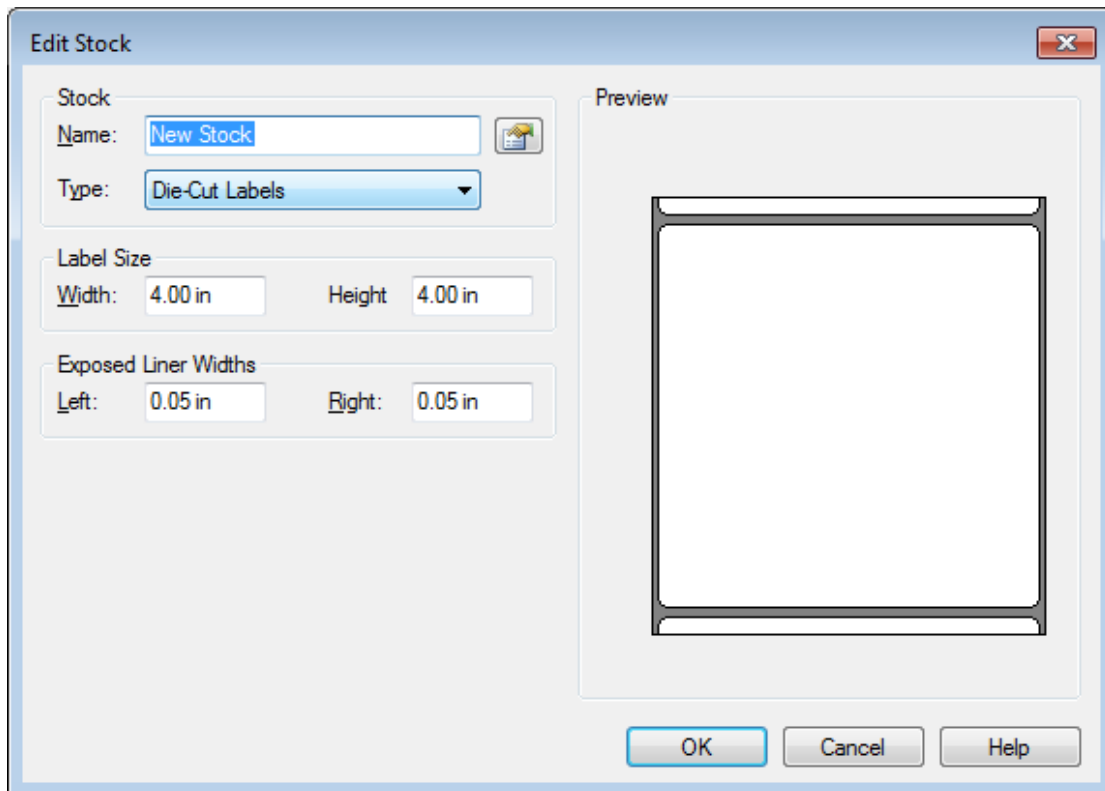 Edit Stock
Stock
Name: New Stock
Type: Die-Cut Labels
Label Size
Width: 4.00 in Height 4.00 in
Exposed Liner Widths
Left: 0.05 in Right: 0.05 in
Preview
OK Cancel Help